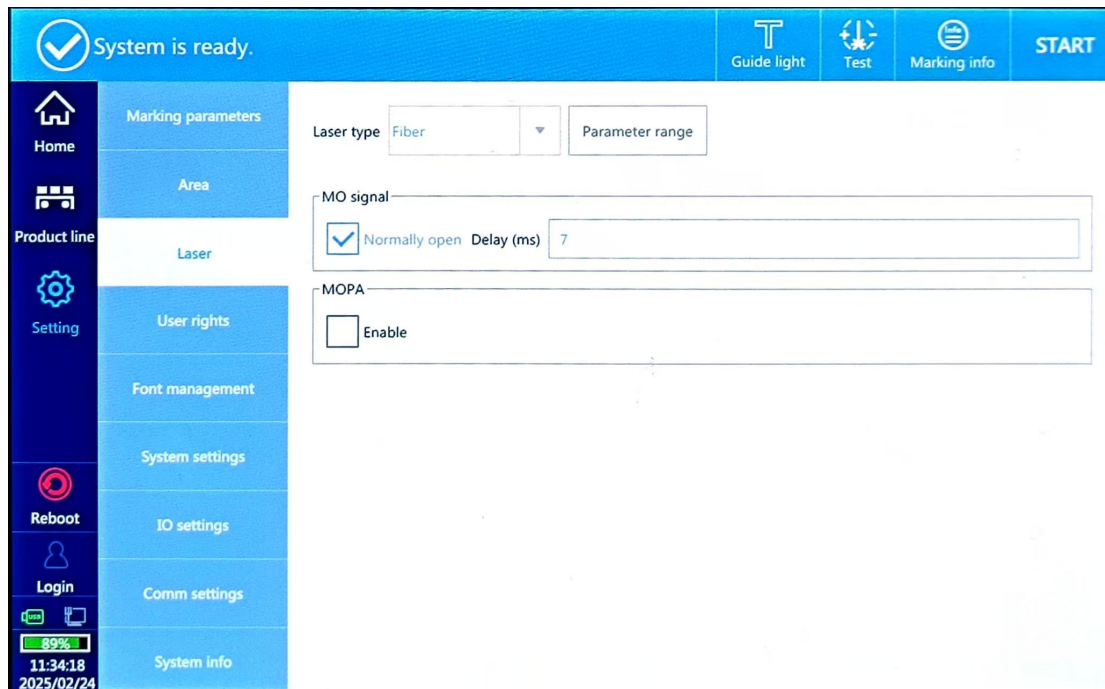 System is ready.
Guide light
Test
Info
Marking info
START
Home
Product line
Setting
Reboot
Login
USB
89%
11:34:18
2025/02/24
Marking parameters
Area
Laser
User rights
Font management
System settings
IO settings
Comm settings
System info
Laser type Fiber Parameter range
MO signal
Normally open Delay (ms) 7
MOPA
Enable